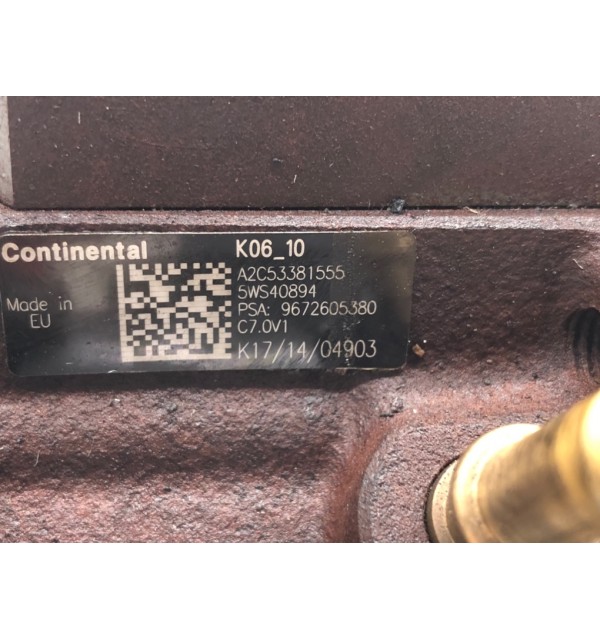 Continental
K06_10
A2C53381555
5WS40894
PSA: 9672605380
C7.0V1
K17/14/04903
Made in
EU